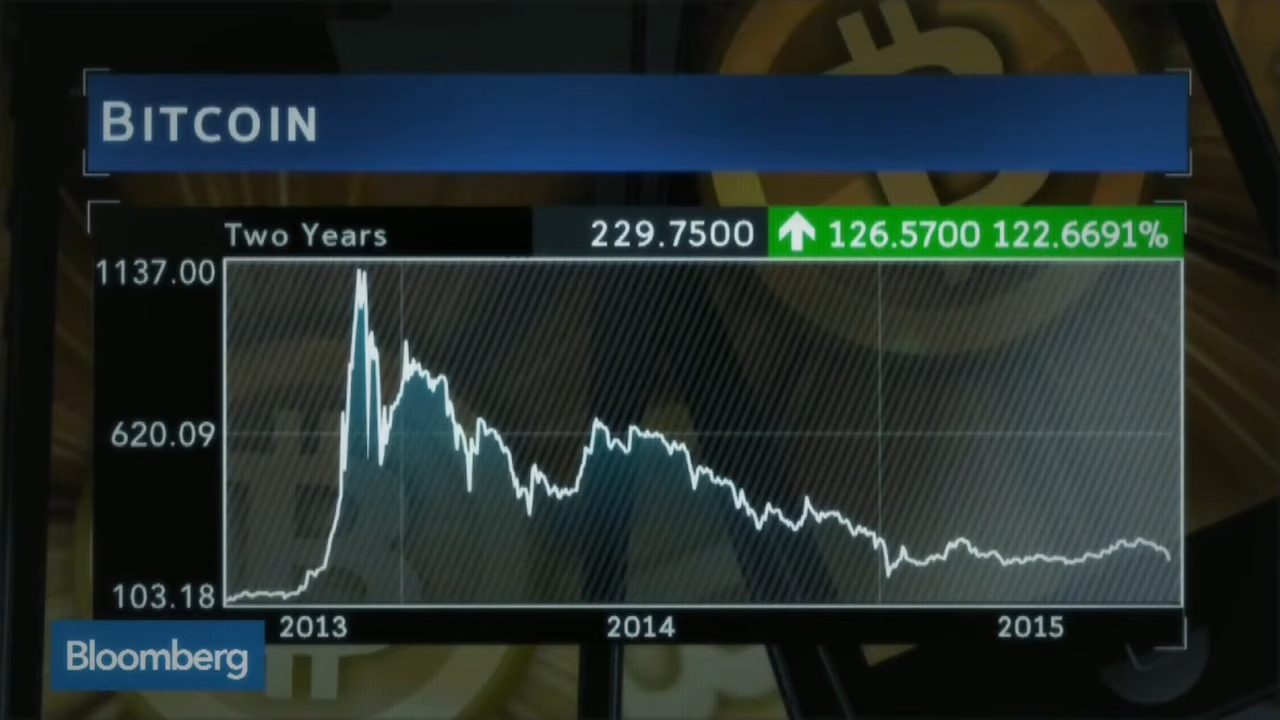 BITCOIN
Two Years 229.7500 126.5700 122.6691%
1137.00
620.09
103.18
2013 2014 2015
Bloomberg